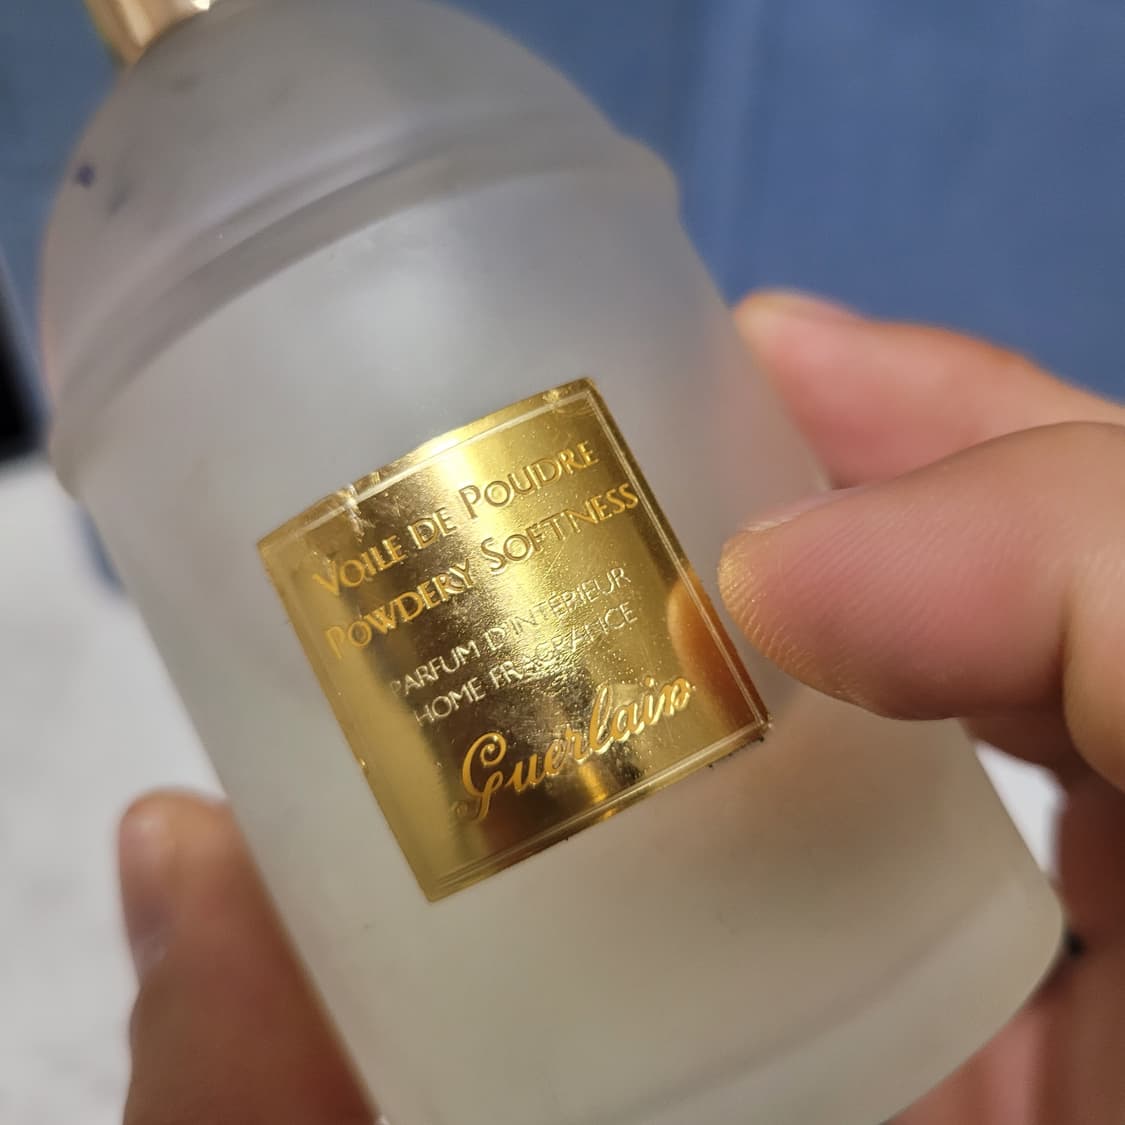 VOILE DE POUDRE
POWDERY SOFTNESS
PARFUM D'INTÉRIEUR
HOME FRAGRANCE
Guerlain